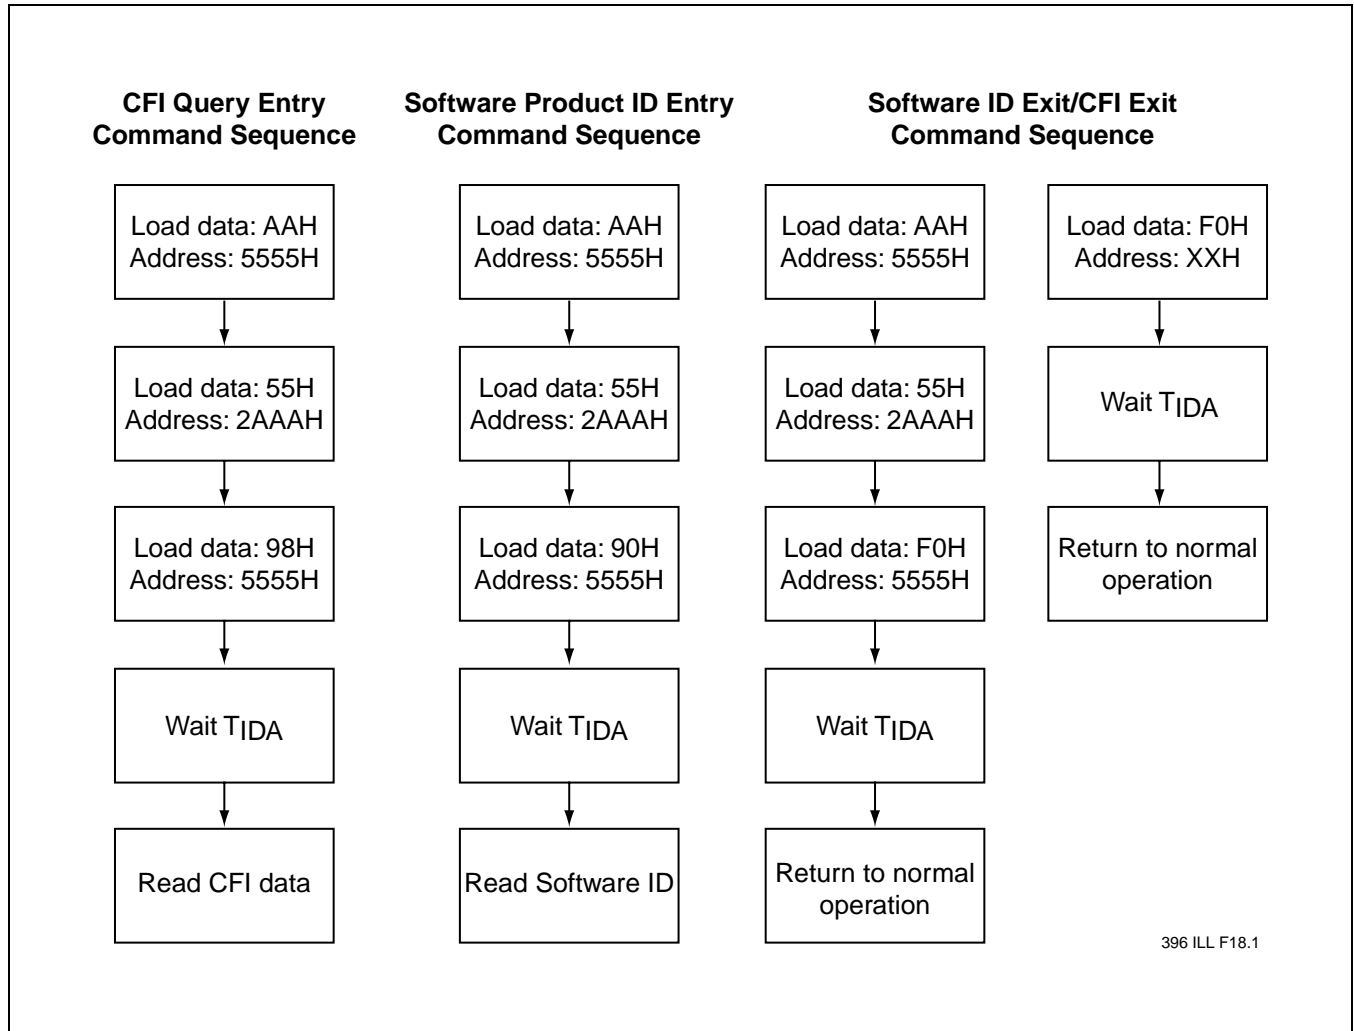 CFI Query Entry
Command Sequence
Load data: AAH
Address: 5555H
Load data: 55H
Address: 2AAAH
Load data: 98H
Address: 5555H
Wait TIDA
Read CFI data
Software Product ID Entry
Command Sequence
Load data: AAH
Address: 5555H
Load data: 55H
Address: 2AAAH
Load data: 90H
Address: 5555H
Wait TIDA
Read Software ID
Software ID Exit/CFI Exit
Command Sequence
Load data: AAH
Address: 5555H
Load data: 55H
Address: 2AAAH
Load data: F0H
Address: 5555H
Wait TIDA
Return to normal
operation
Load data: F0H
Address: XXH
Wait TIDA
Return to normal
operation
396 ILL F18.1